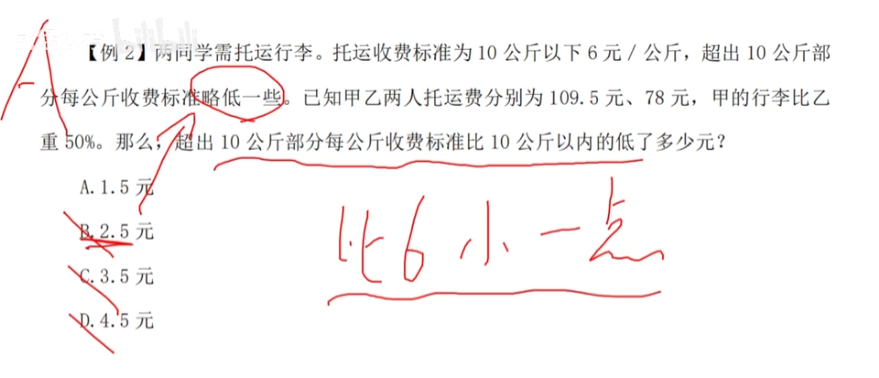 【例 2】两同学需托运行李。托运收费标准为 10 公斤以下 6 元／公斤，超出 10 公斤部
分每公斤收费标准略低一些。已知甲乙两人托运费分别为 109.5 元、78 元，甲的行李比乙
重 50%。那么，超出 10 公斤部分每公斤收费标准比 10 公斤以内的低了多少元？
A. 1.5 元
B. 2.5 元
C. 3.5 元
D. 4.5 元
比6小一点
A